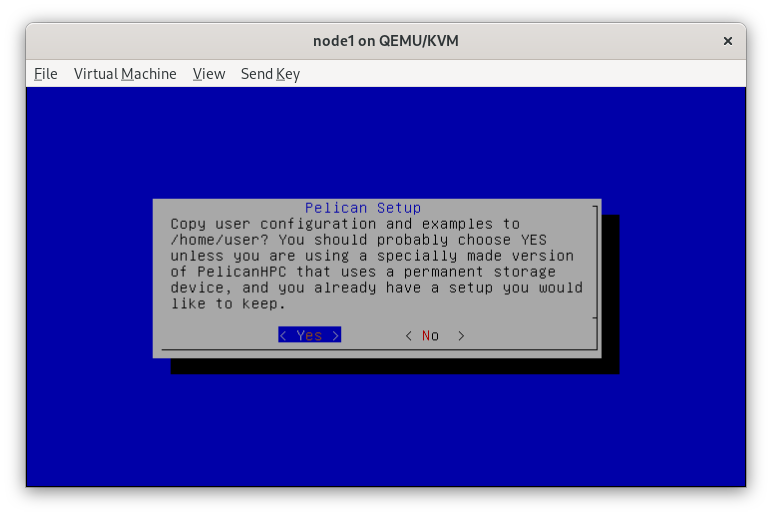 node1 on QEMU/KVM ×
File Virtual Machine View Send Key
Pelican Setup
Copy user configuration and examples to
/home/user? You should probably choose YES
unless you are using a specially made version
of PelicanHPC that uses a permanent storage
device, and you already have a setup you would
like to keep.
< Yes > < No >